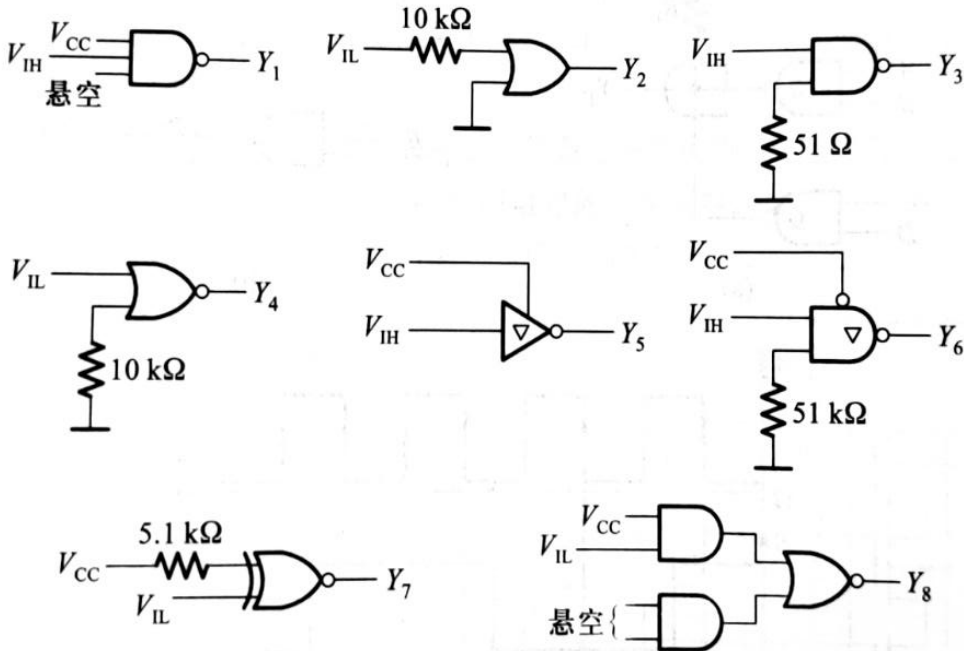 V_CC
V_IH
悬空
Y_1
10 kΩ
V_IL
Y_2
V_IH
51 Ω
Y_3
V_IL
10 kΩ
Y_4
V_CC
V_IH
Y_5
V_CC
V_IH
51 kΩ
Y_6
5.1 kΩ
V_CC
V_IL
Y_7
V_CC
V_IL
悬空
Y_8